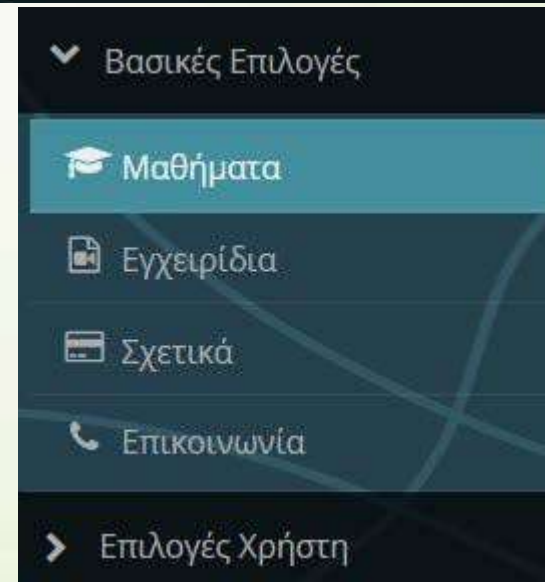 Βασικές Επιλογές
Μαθήματα
Εγχειρίδια
Σχετικά
Επικοινωνία
Επιλογές Χρήστη